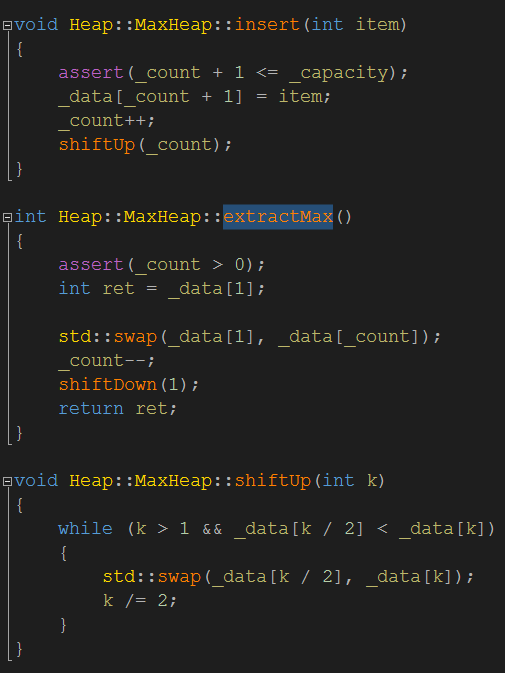 void Heap::MaxHeap::insert(int item)
{
    assert(_count + 1 <= _capacity);
    _data[_count + 1] = item;
    _count++;
    shiftUp(_count);
}
int Heap::MaxHeap::extractMax()
{
    assert(_count > 0);
    int ret = _data[1];
    std::swap(_data[1], _data[_count]);
    _count--;
    shiftDown(1);
    return ret;
}
void Heap::MaxHeap::shiftUp(int k)
{
    while (k > 1 && _data[k / 2] < _data[k])
    {
        std::swap(_data[k / 2], _data[k]);
        k /= 2;
    }
}